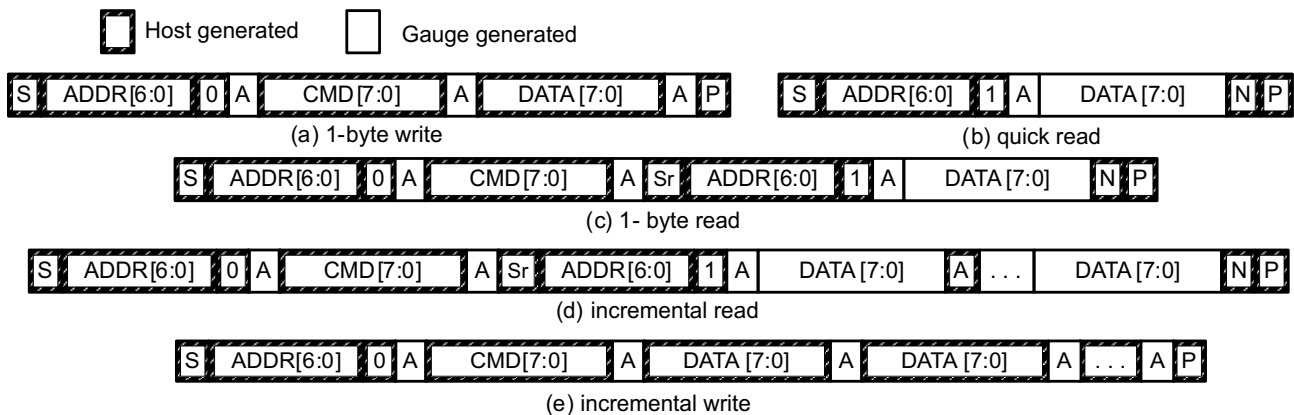 Host generated Gauge generated
S ADDR[6:0] 0 A CMD[7:0] A DATA [7:0] A P S ADDR[6:0] 1 A DATA [7:0] N P
(a) 1-byte write (b) quick read
S ADDR[6:0] 0 A CMD[7:0] A Sr ADDR[6:0] 1 A DATA [7:0] N P
(c) 1- byte read
S ADDR[6:0] 0 A CMD[7:0] A Sr ADDR[6:0] 1 A DATA [7:0] A . . . DATA [7:0] N P
(d) incremental read
S ADDR[6:0] 0 A CMD[7:0] A DATA [7:0] A DATA [7:0] A . . . A P
(e) incremental write